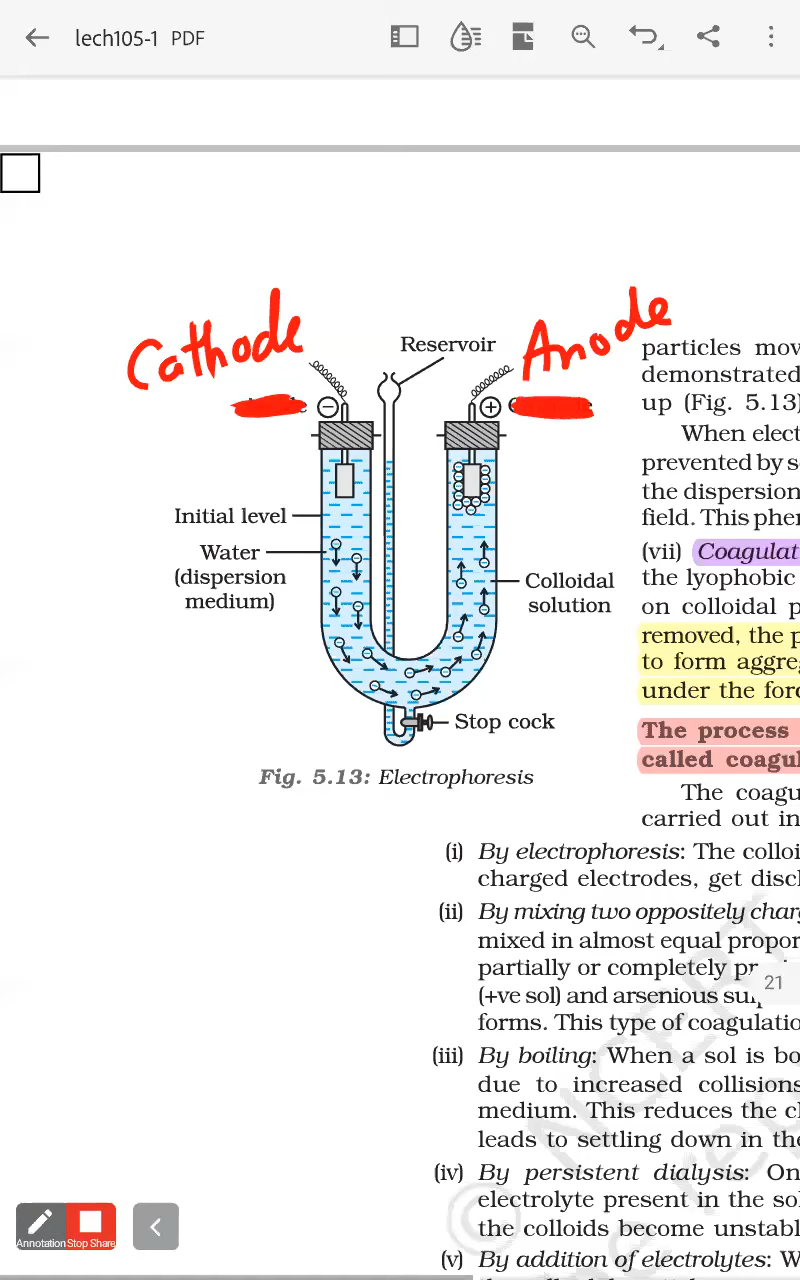 lech105-1 PDF
Cathode
Anode
Reservoir
−
+
Initial level
Water
(dispersion
medium)
Colloidal
solution
Stop cock
Fig. 5.13: Electrophoresis
particles mov
demonstrated
up (Fig. 5.13)
When elect
prevented by so
the dispersion
field. This phen
(vii) Coagulat
the lyophobic
on colloidal p
removed, the p
to form aggreg
under the forc
The process
called coagul
The coagu
carried out in
(i) By electrophoresis: The colloi
charged electrodes, get disch
(ii) By mixing two oppositely charg
mixed in almost equal propor
partially or completely
(+ve sol) and arsenious
forms. This type of coagulatio
21
(iii) By boiling: When a sol is bo
due to increased collisions
medium. This reduces the ch
leads to settling down in the
(iv) By persistent dialysis: On
electrolyte present in the so
the colloids become unstabl
(v) By addition of electrolytes: W
© NCERT
Annotation Stop Share